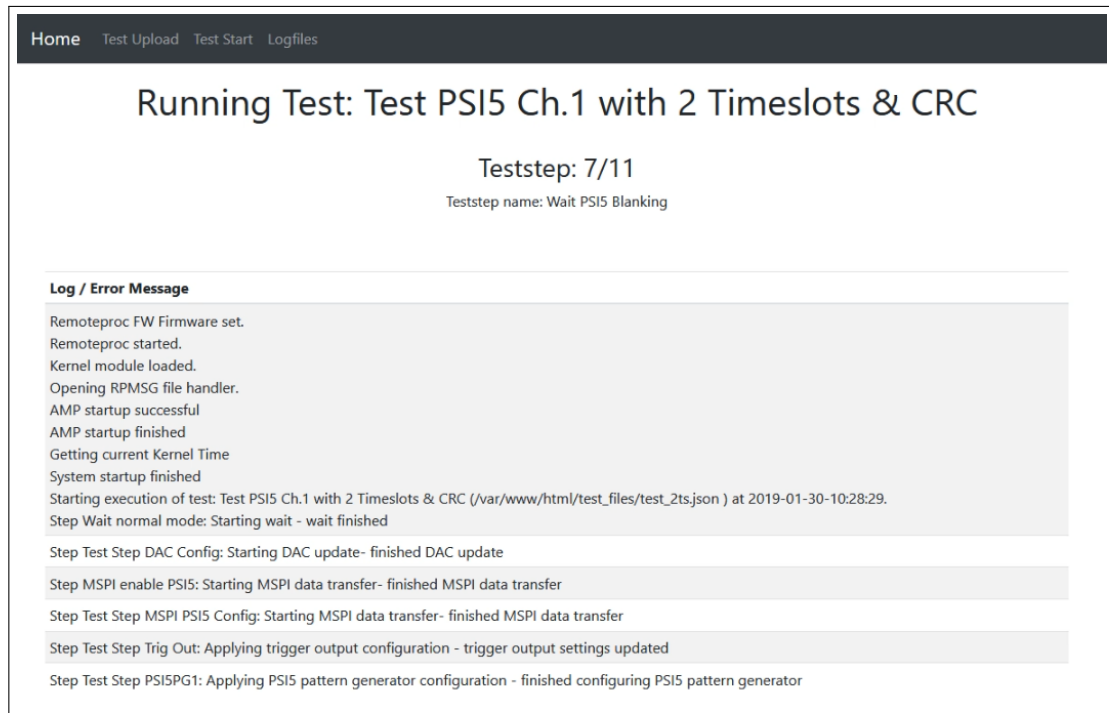 Home Test Upload Test Start Logfiles
Running Test: Test PSI5 Ch.1 with 2 Timeslots & CRC
Teststep: 7/11
Teststep name: Wait PSI5 Blanking
Log / Error Message
Remoteproc FW Firmware set.
Remoteproc started.
Kernel module loaded.
Opening RPMSG file handler.
AMP startup successful
AMP startup finished
Getting current Kernel Time
System startup finished
Starting execution of test: Test PSI5 Ch.1 with 2 Timeslots & CRC (/var/www/html/test_files/test_2ts.json ) at 2019-01-30-10:28:29.
Step Wait normal mode: Starting wait - wait finished
Step Test Step DAC Config: Starting DAC update- finished DAC update
Step MSPI enable PSI5: Starting MSPI data transfer- finished MSPI data transfer
Step Test Step MSPI PSI5 Config: Starting MSPI data transfer- finished MSPI data transfer
Step Test Step Trig Out: Applying trigger output configuration - trigger output settings updated
Step Test Step PSI5PG1: Applying PSI5 pattern generator configuration - finished configuring PSI5 pattern generator